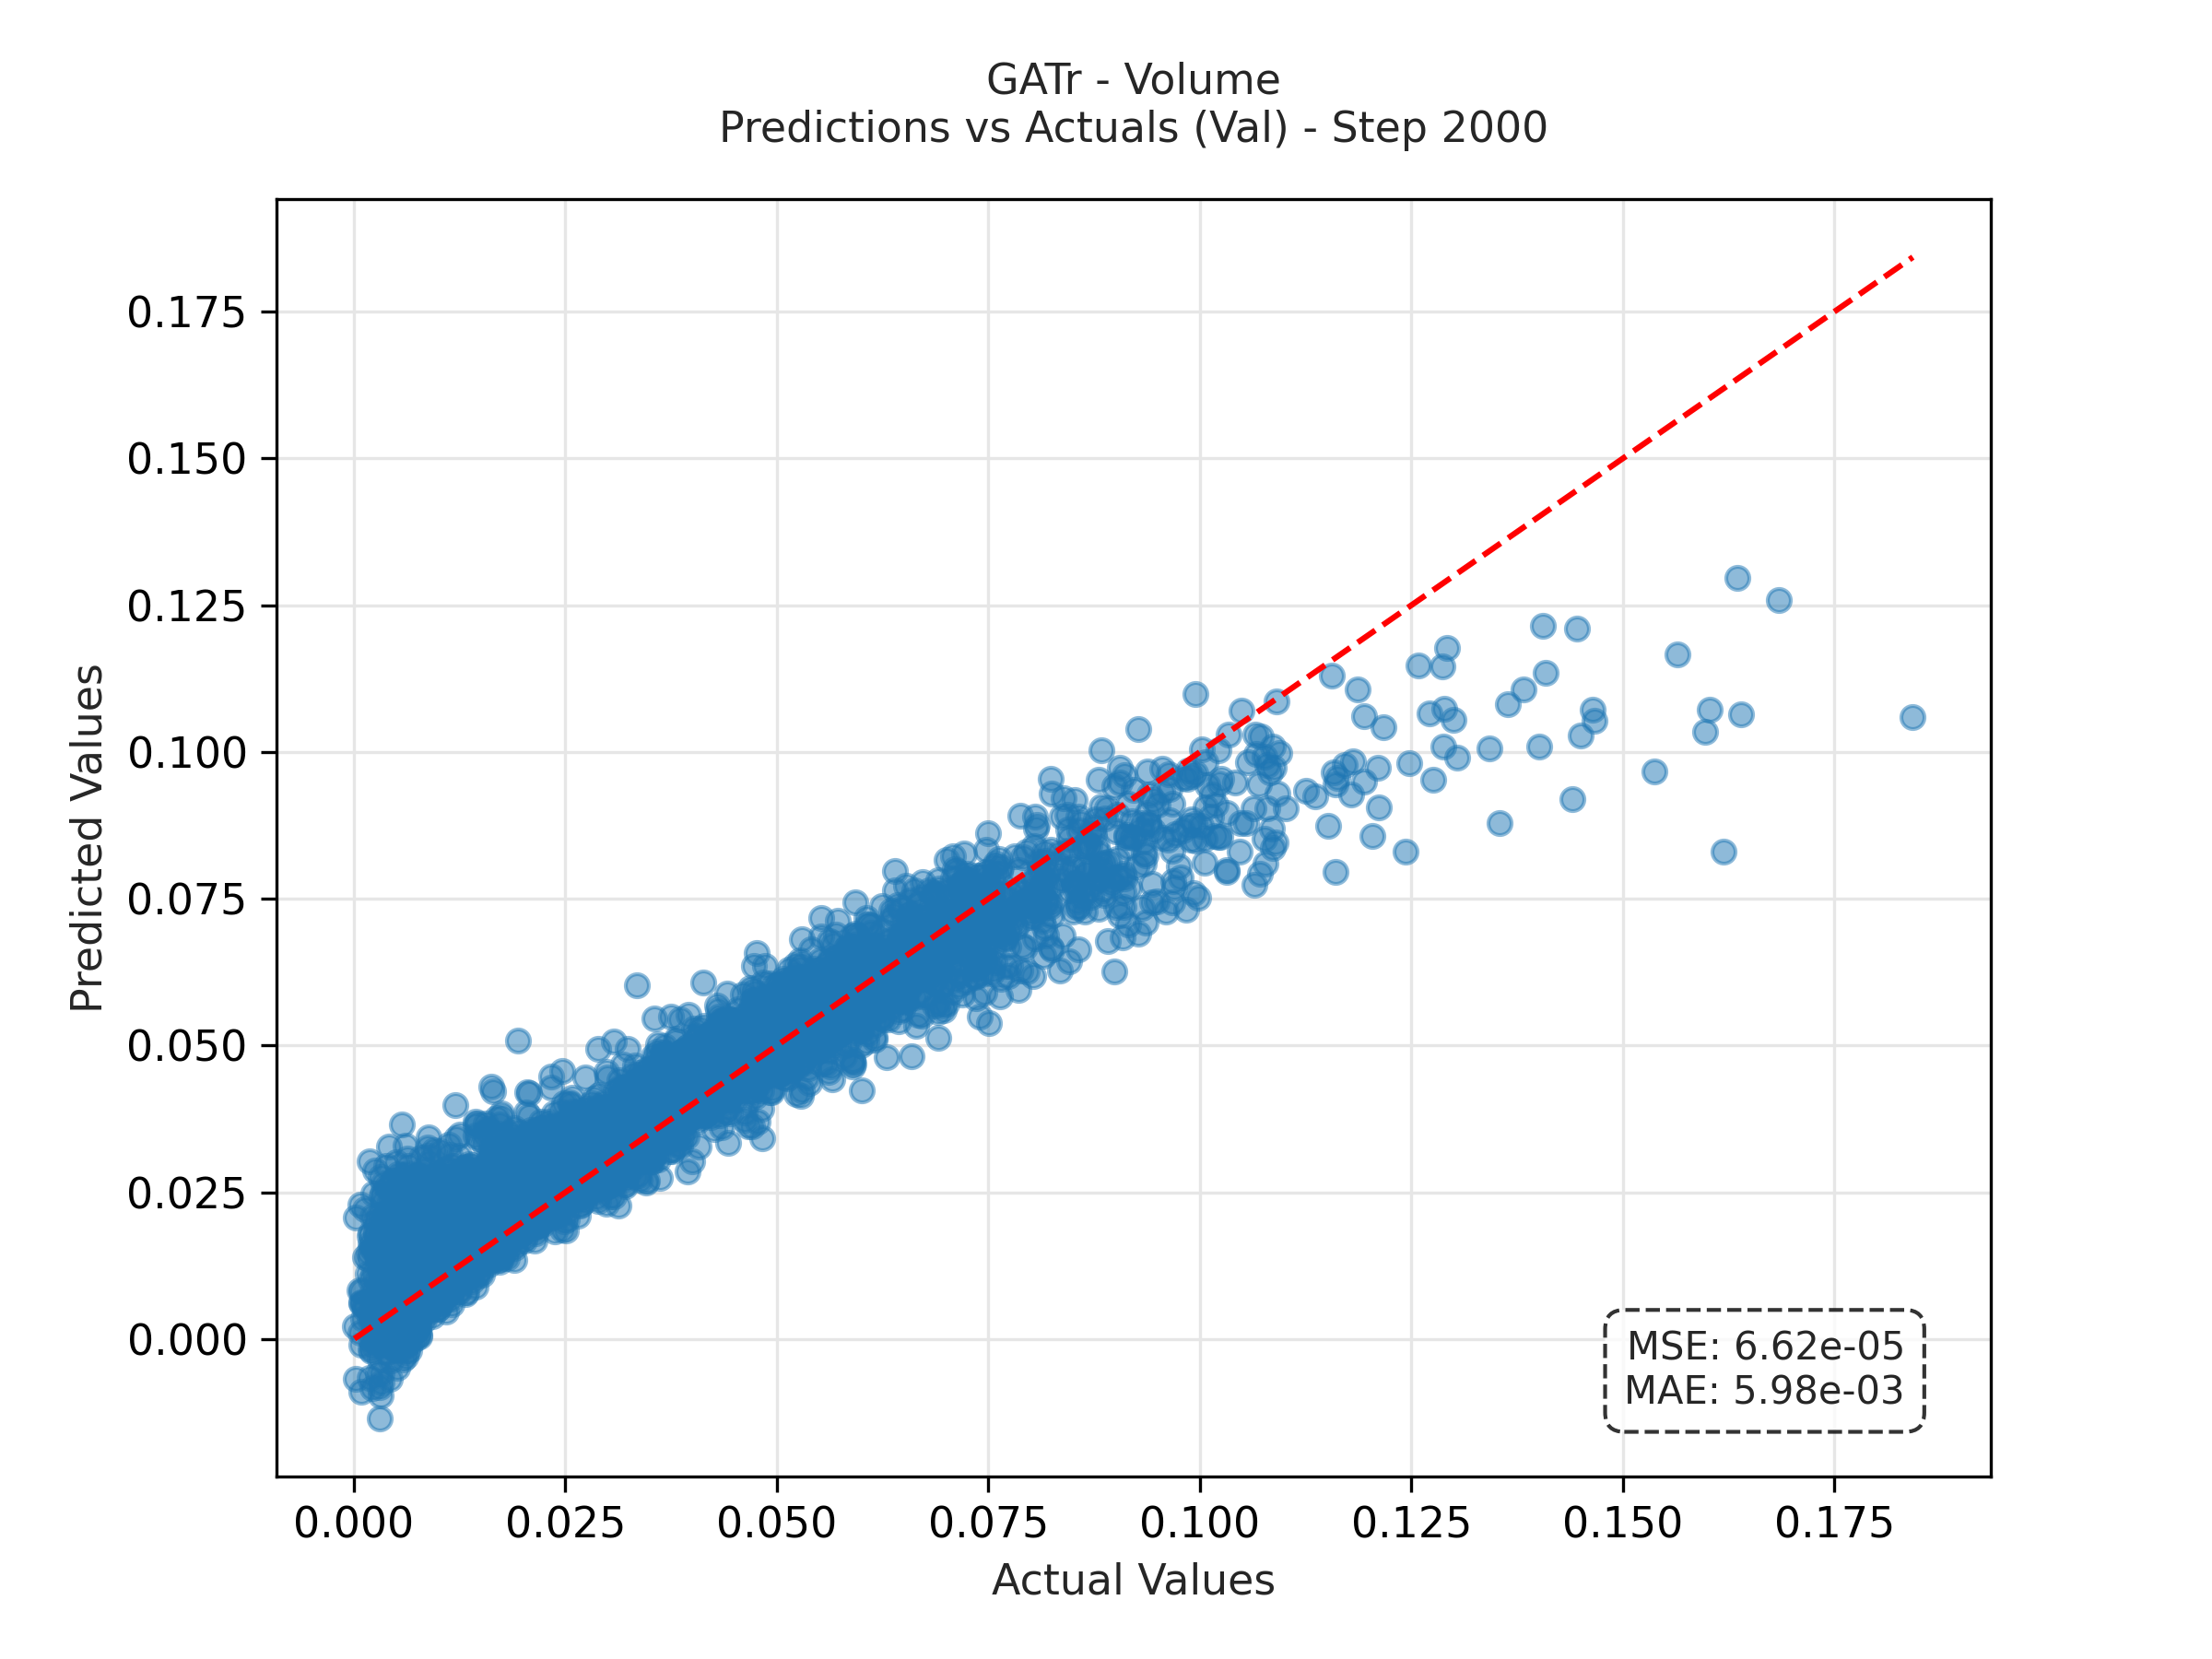 GATr - Volume
Predictions vs Actuals (Val) - Step 2000
Predicted Values
0.175
0.150
0.125
0.100
0.075
0.050
0.025
0.000
MSE: 6.62e-05
MAE: 5.98e-03
0.000 0.025 0.050 0.075 0.100 0.125 0.150 0.175
Actual Values